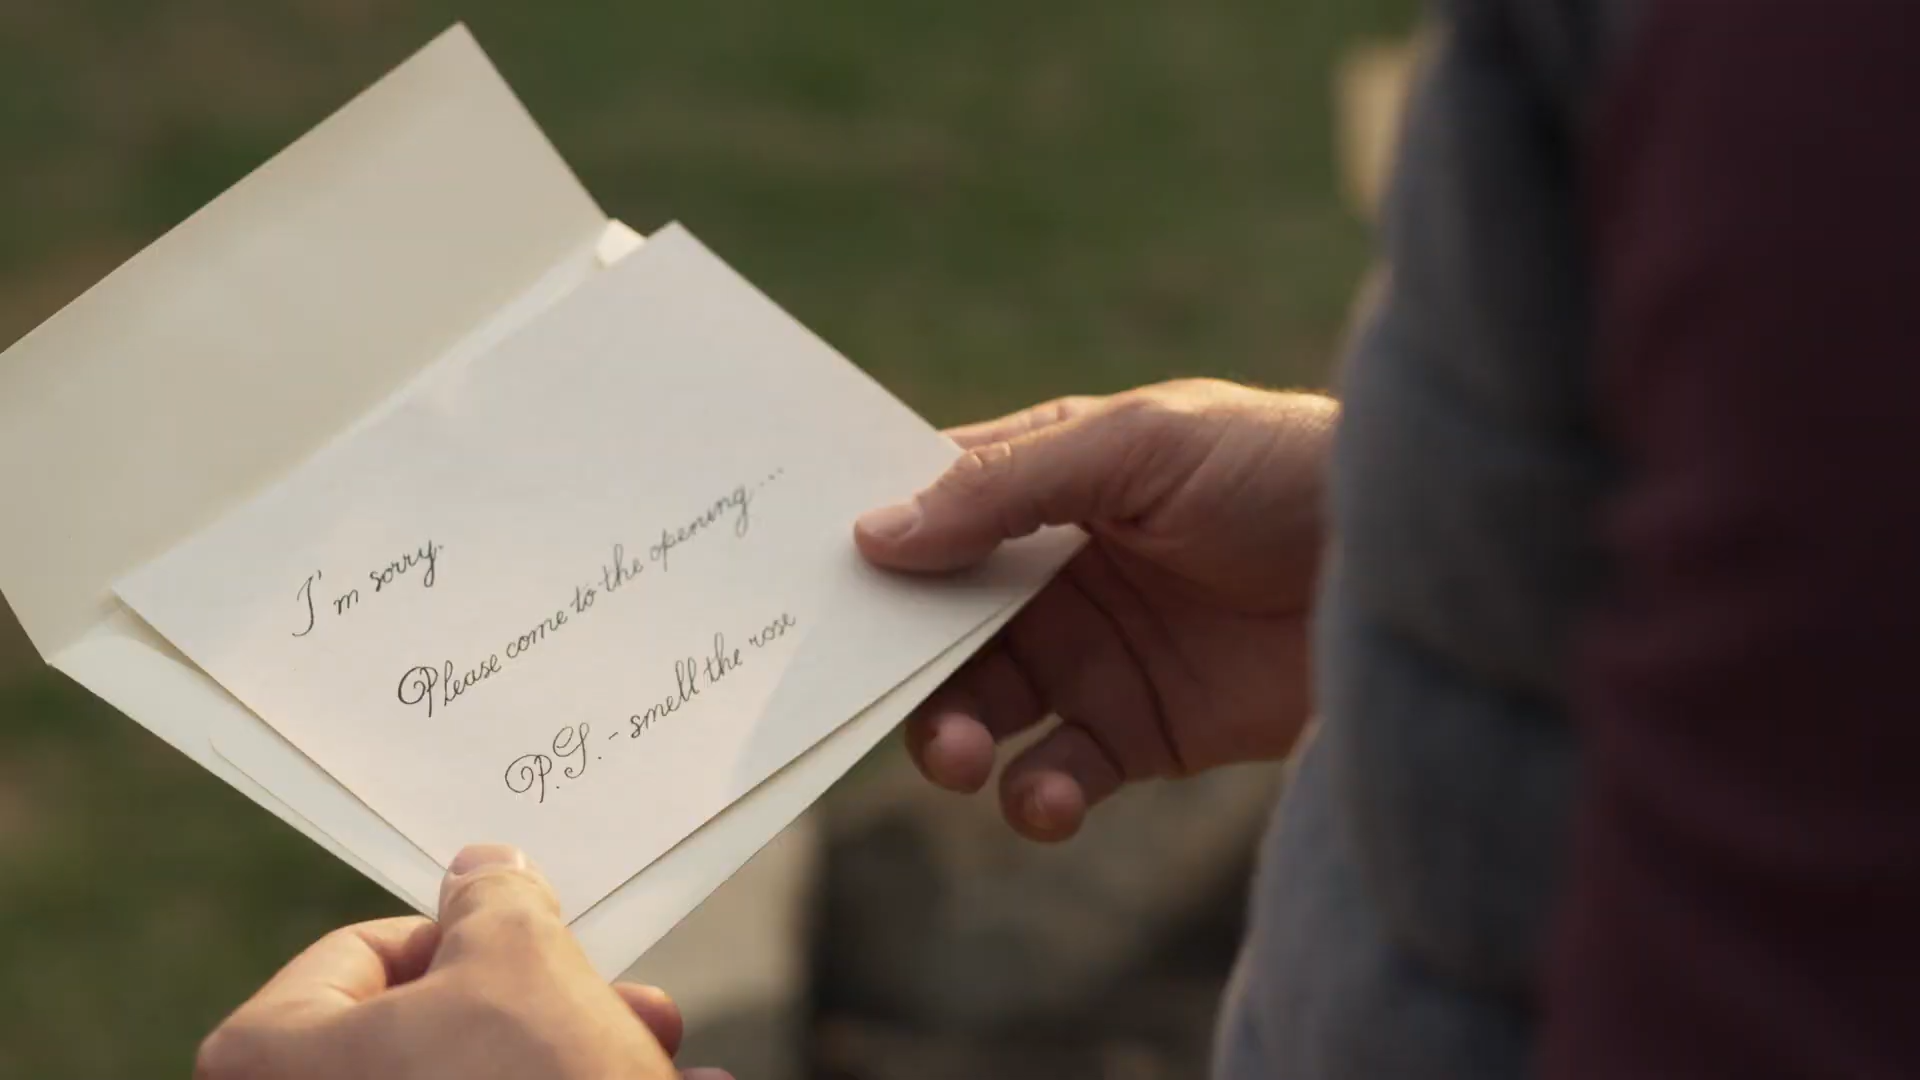 I'm sorry.
Please come to the opening...
P.S. - smell the rose